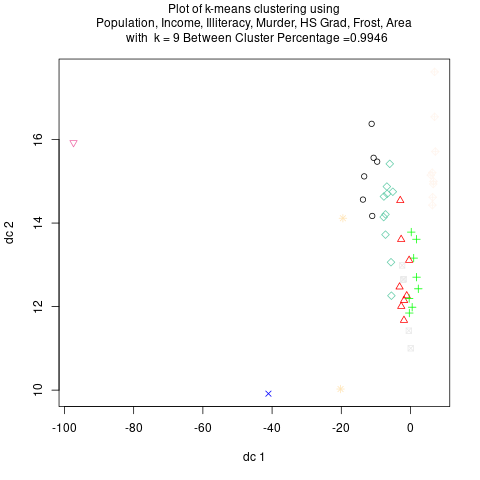 Plot of k-means clustering using
Population, Income, Illiteracy, Murder, HS Grad, Frost, Area
with k = 9 Between Cluster Percentage =0.9946
16
14
12
10
dc 2
-100
-80
-60
-40
-20
0
dc 1